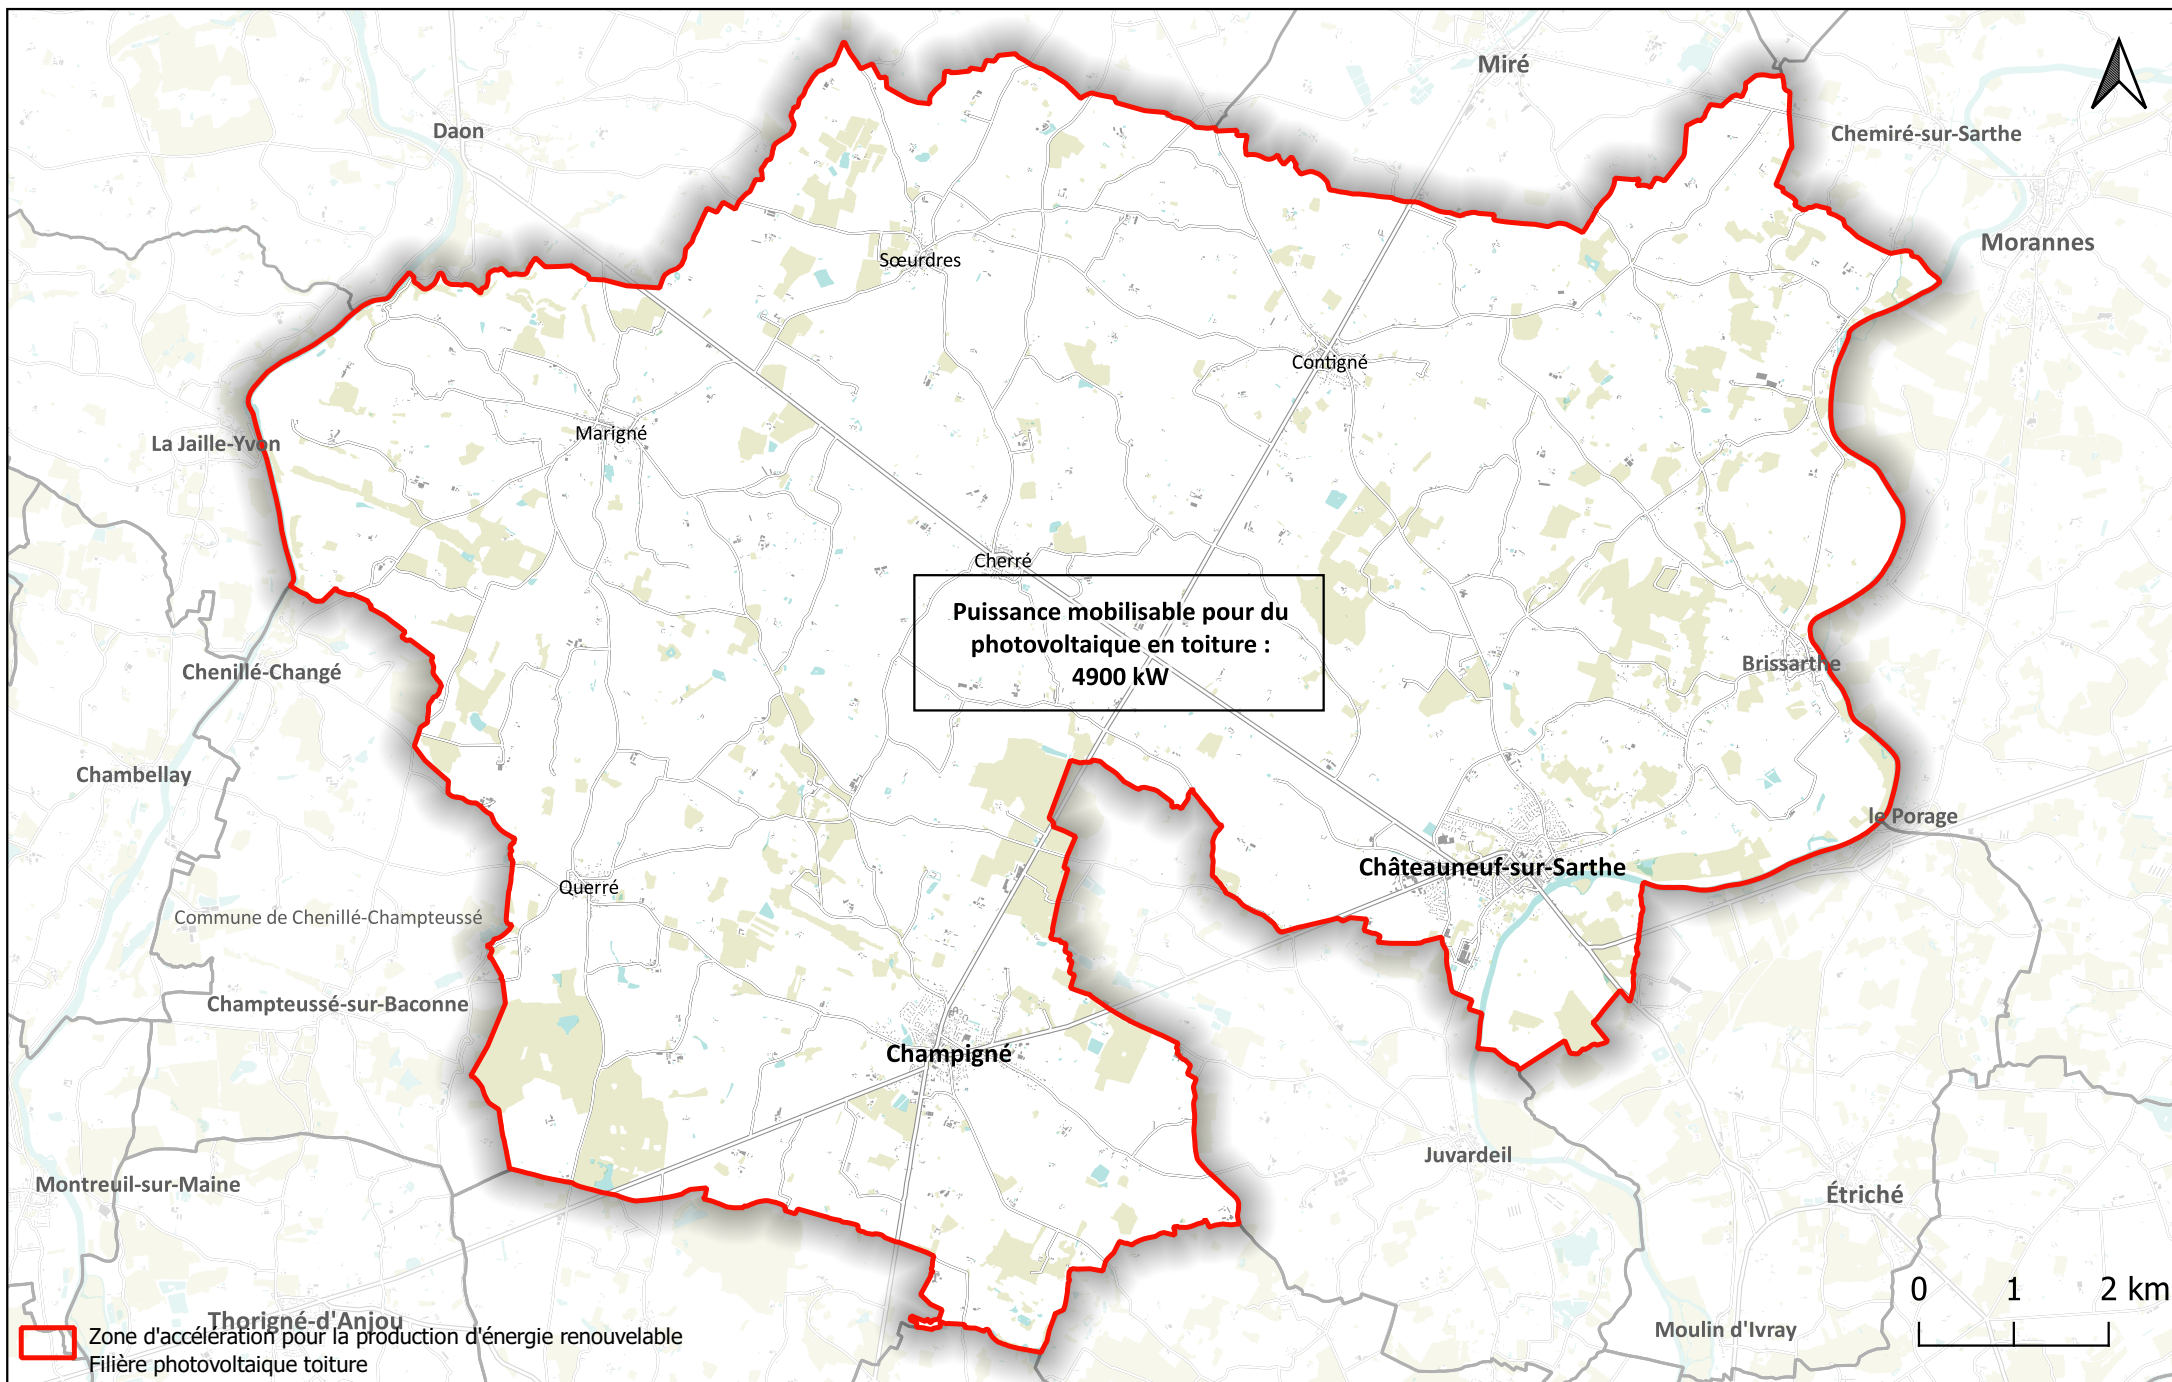 Miré
Daon
Chemiré-sur-Sarthe
Morannes
Sœurdres
Contigné
Marigné
La Jaille-Yvon
Cherré
Puissance mobilisable pour du
photovoltaique en toiture :
4900 kW
Brissarthe
Chenillé-Changé
Chambellay
le Porage
Châteauneuf-sur-Sarthe
Querré
Commune de Chenillé-Champteussé
Champteussé-sur-Baconne
Champigné
Juvardeil
Montreuil-sur-Maine
Étriché
0 1 2 km
Thorigné-d'Anjou
Moulin d'Ivray
Zone d'accélération pour la production d'énergie renouvelable
Filière photovoltaique toiture